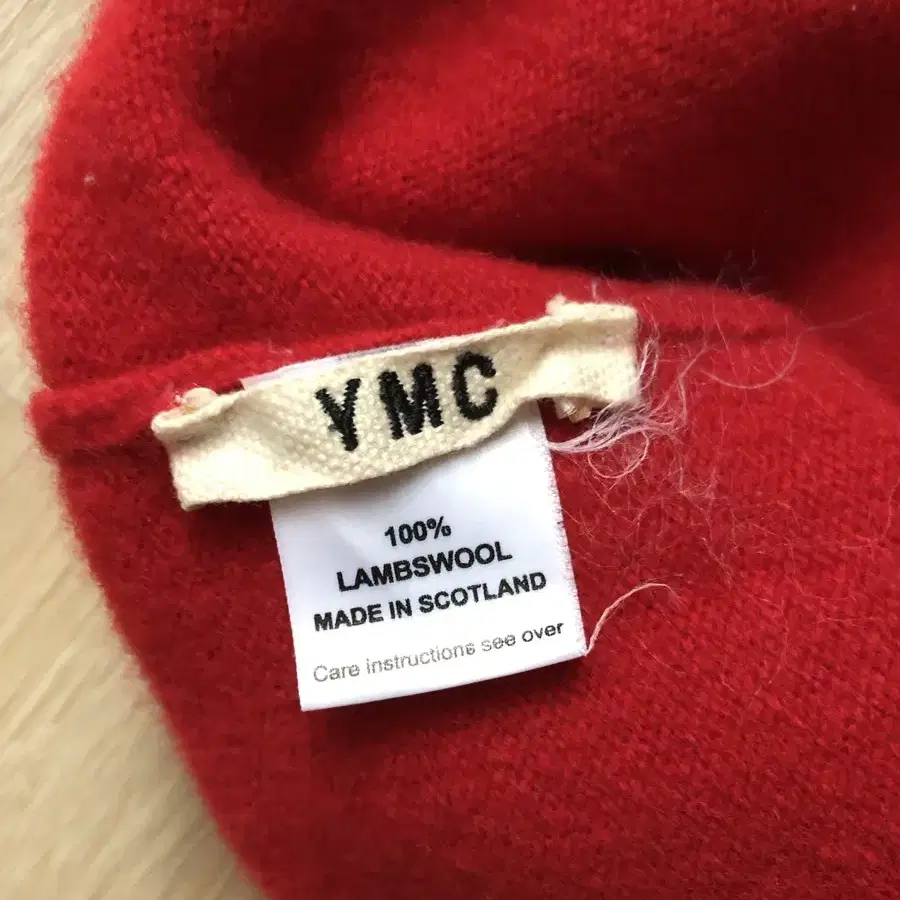 YMC
100%
LAMBSWOOL
MADE IN SCOTLAND
Care instructions see over